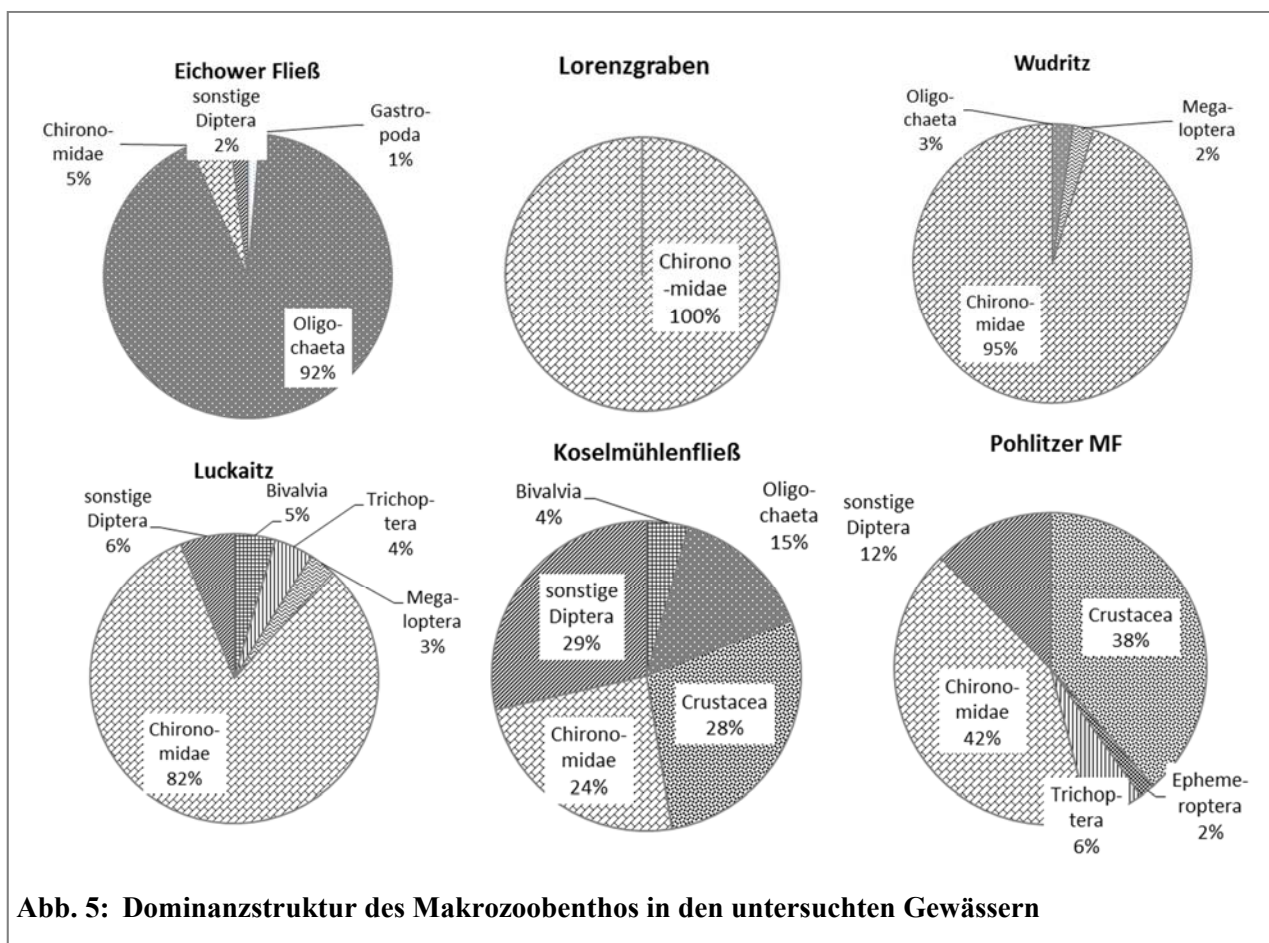 Eichower Fließ
sonstige
Diptera
2%
Gastro-
poda
1%
Chirono-
midae
5%
Oligo-
chaeta
92%
Lorenzgraben
Chirono
-midae
100%
Wudritz
Oligo-
chaeta
3%
Mega-
loptera
2%
Chirono-
midae
95%
Luckaitz
sonstige
Diptera
6%
Bivalvia
5%
Trichop-
tera
4%
Mega-
loptera
3%
Chirono-
midae
82%
Koselmühlenfließ
Bivalvia
4%
Oligo-
chaeta
15%
sonstige
Diptera
29%
Crustacea
28%
Chirono-
midae
24%
Pohlitzer MF
sonstige
Diptera
12%
Crustacea
38%
Chirono-
midae
42%
Trichop-
tera
6%
Epheme-
roptera
2%
Abb. 5: Dominanzstruktur des Makrozoobenthos in den untersuchten Gewässern